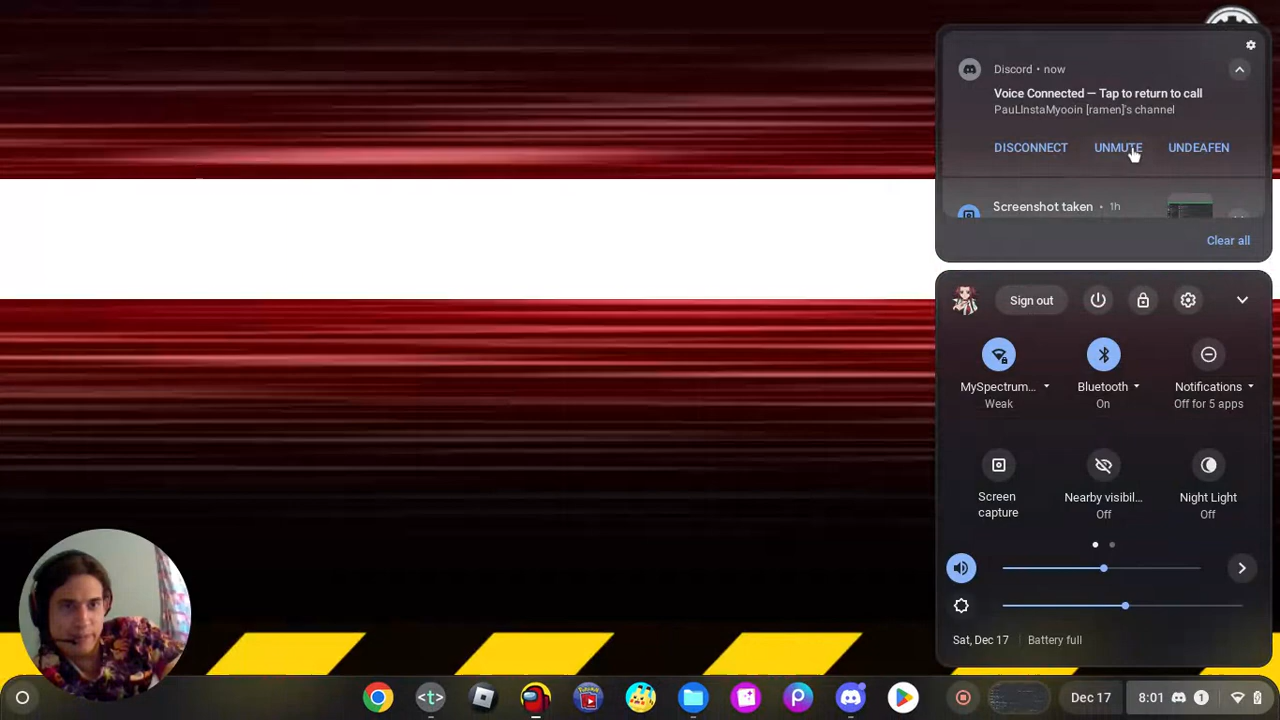 Discord • now
Voice Connected — Tap to return to call
PauLInstaMyooin [ramen]'s channel
DISCONNECT UNMUTE UNDEAFEN
Screenshot taken • 1h
Clear all
Sign out
MySpectrum... Bluetooth Notifications
Weak On Off for 5 apps
Screen capture
Nearby visibil...
Off
Night Light
Off
Sat, Dec 17 Battery full
<t>
P
Dec 17 8:01 1